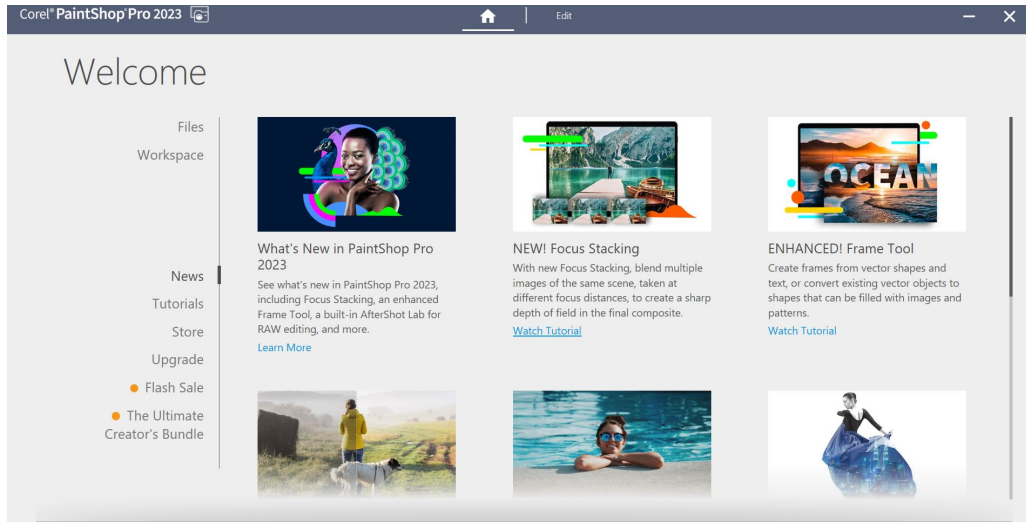 Corel® PaintShop® Pro 2023
Edit
Welcome
Files
Workspace
News
Tutorials
Store
Upgrade
Flash Sale
The Ultimate
Creator's Bundle
What's New in PaintShop Pro
2023
See what's new in PaintShop Pro 2023,
including Focus Stacking, an enhanced
Frame Tool, a built-in AfterShot Lab for
RAW editing, and more.
Learn More
NEW! Focus Stacking
With new Focus Stacking, blend multiple
images of the same scene, taken at
different focus distances, to create a sharp
depth of field in the final composite.
Watch Tutorial
OCEAN
ENHANCED! Frame Tool
Create frames from vector shapes and
text, or convert existing vector objects to
shapes that can be filled with images and
patterns.
Watch Tutorial